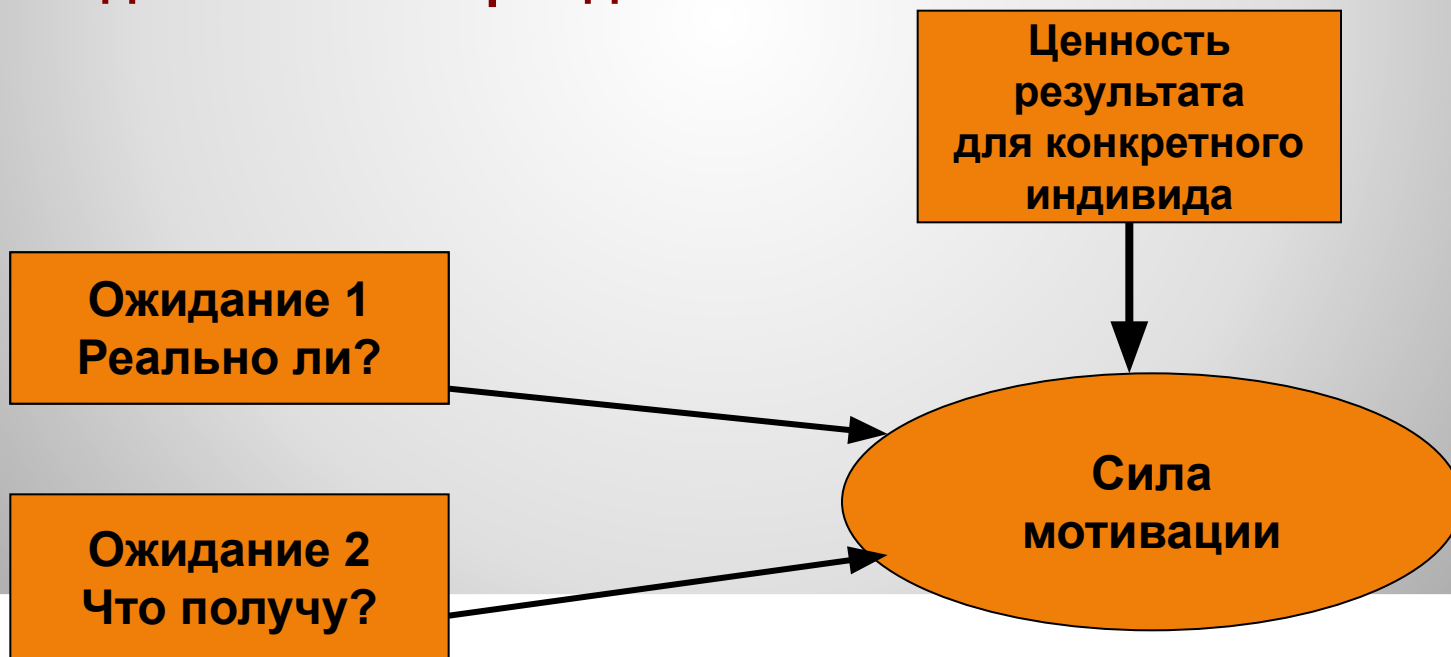 Ценность
результата
для конкретного
индивида
Ожидание 1
Реально ли?
Сила
мотивации
Ожидание 2
Что получу?